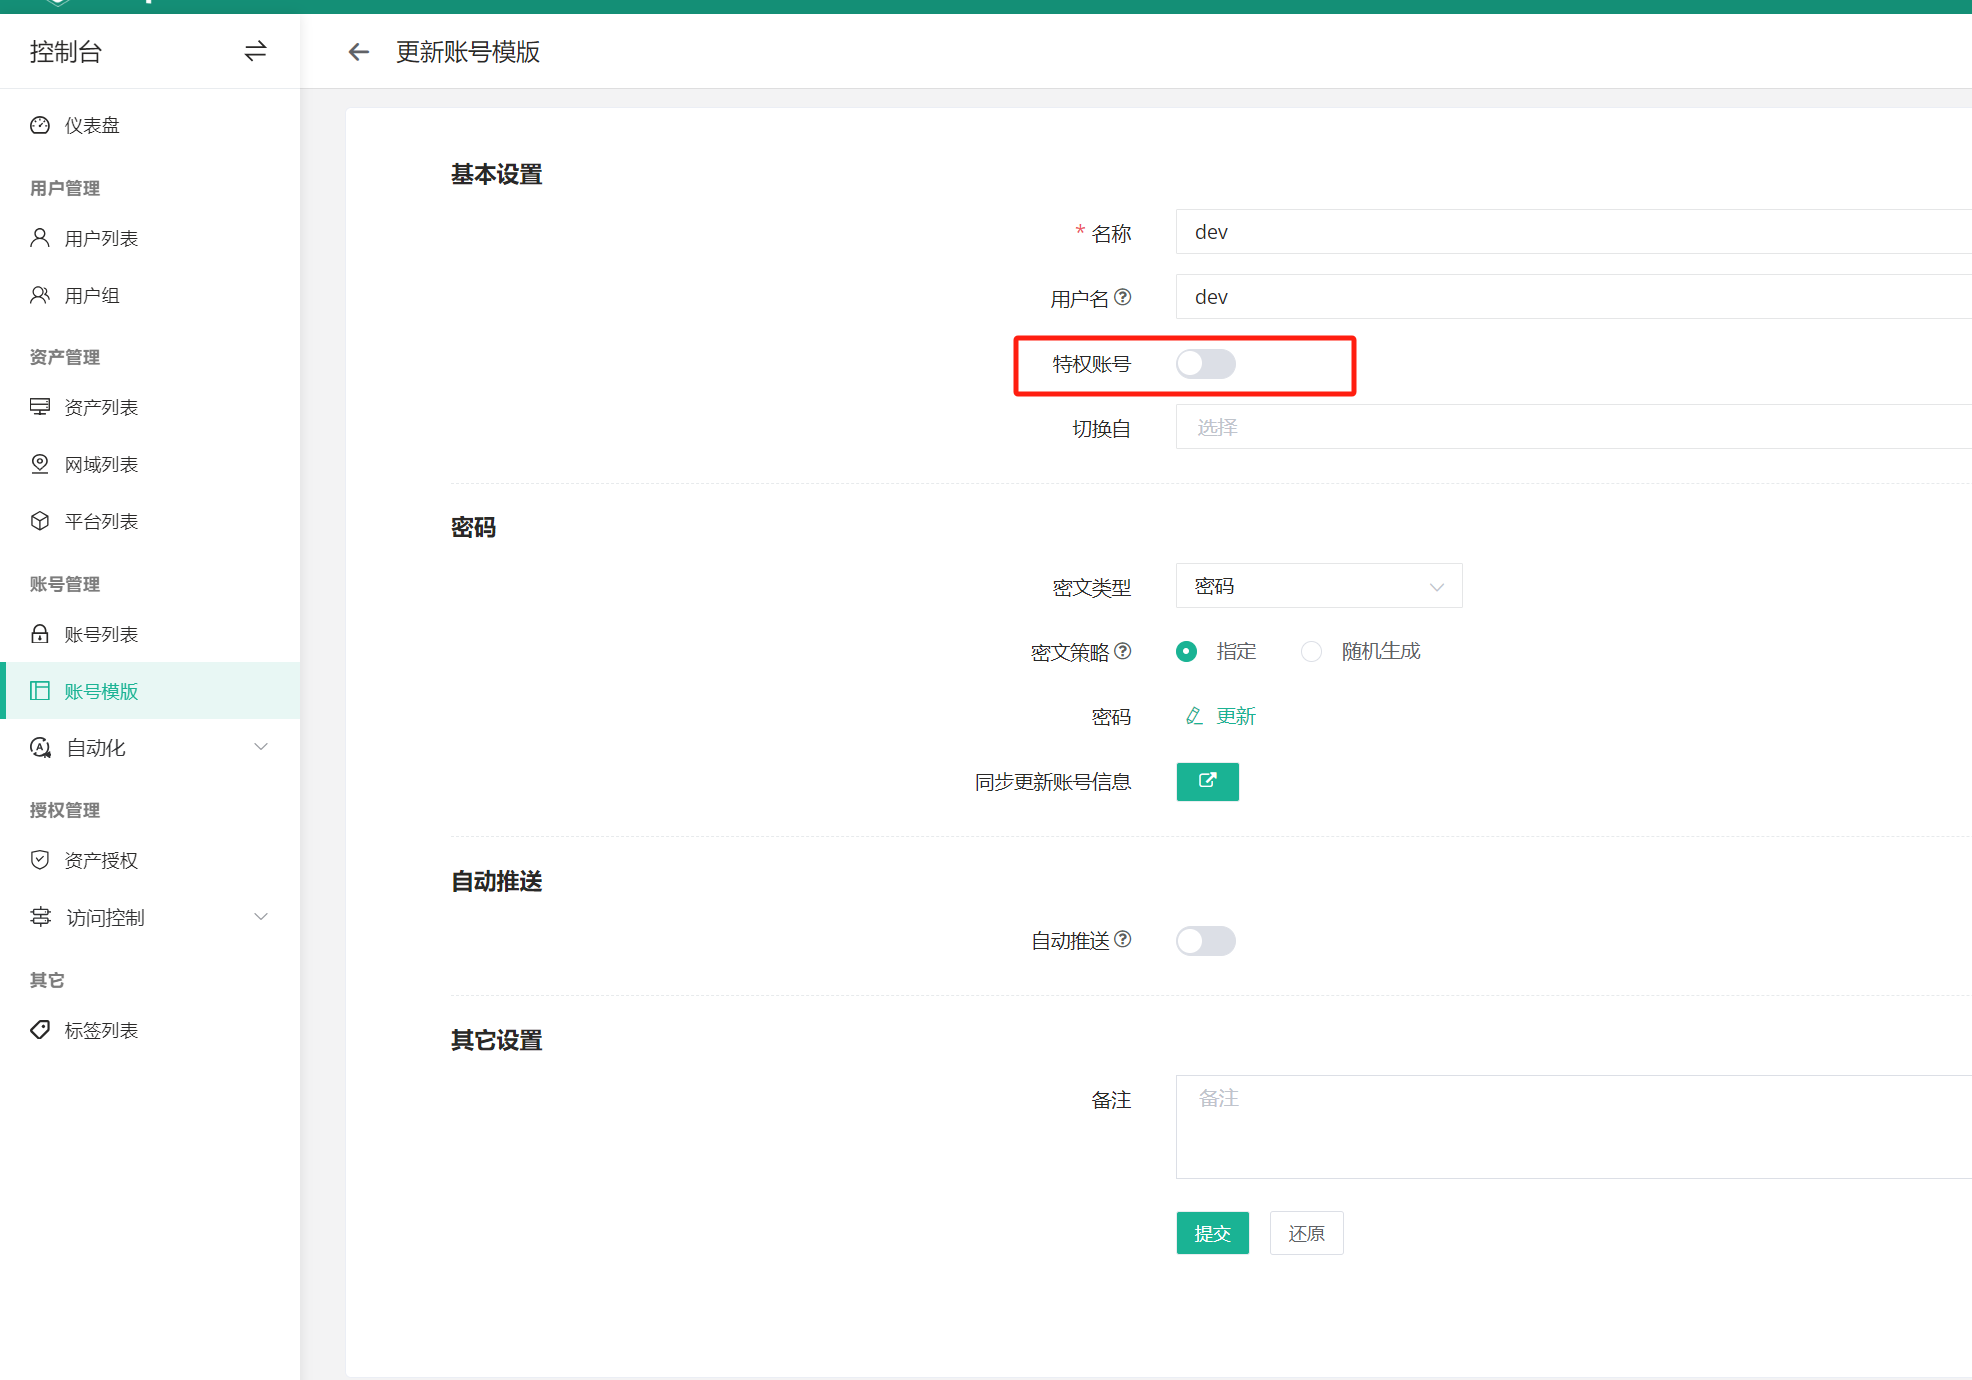 控制台
更新账号模版
仪表盘
用户管理
用户列表
用户组
资产管理
资产列表
网域列表
平台列表
账号管理
账号列表
账号模版
自动化
授权管理
资产授权
访问控制
其它
标签列表
基本设置
* 名称
dev
用户名
dev
特权账号
切换自
选择
密码
密文类型
密码
密文策略
指定
随机生成
密码
更新
同步更新账号信息
自动推送
自动推送
其它设置
备注
备注
提交
还原